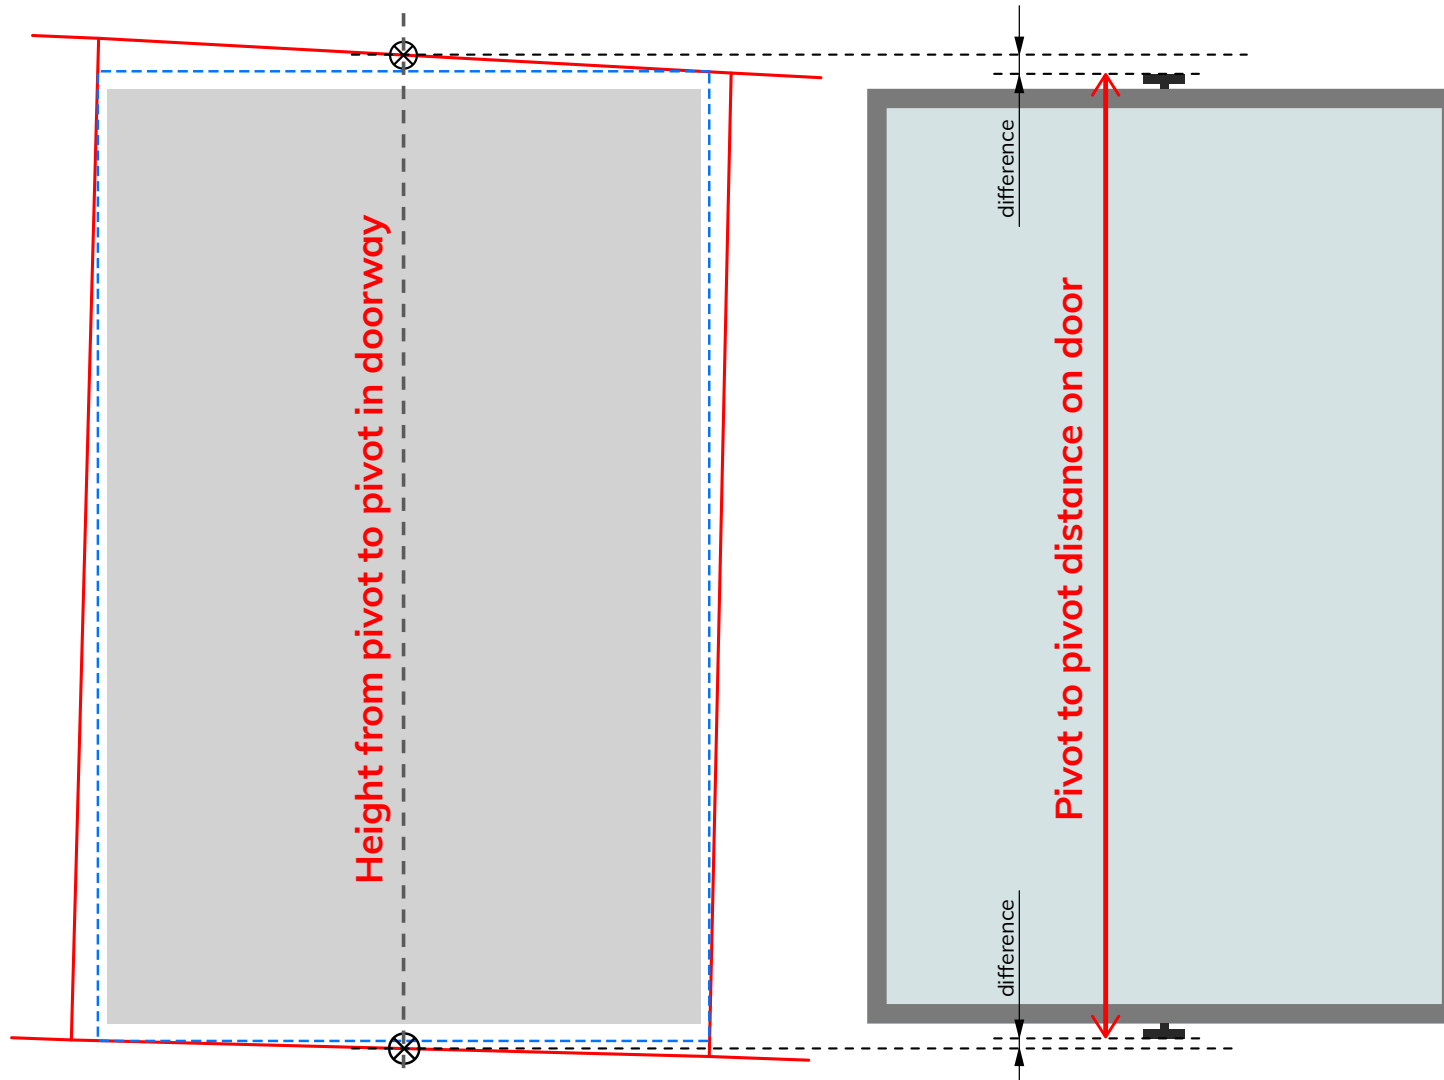 Height from pivot to pivot in doorway
difference
Pivot to pivot distance on door
difference